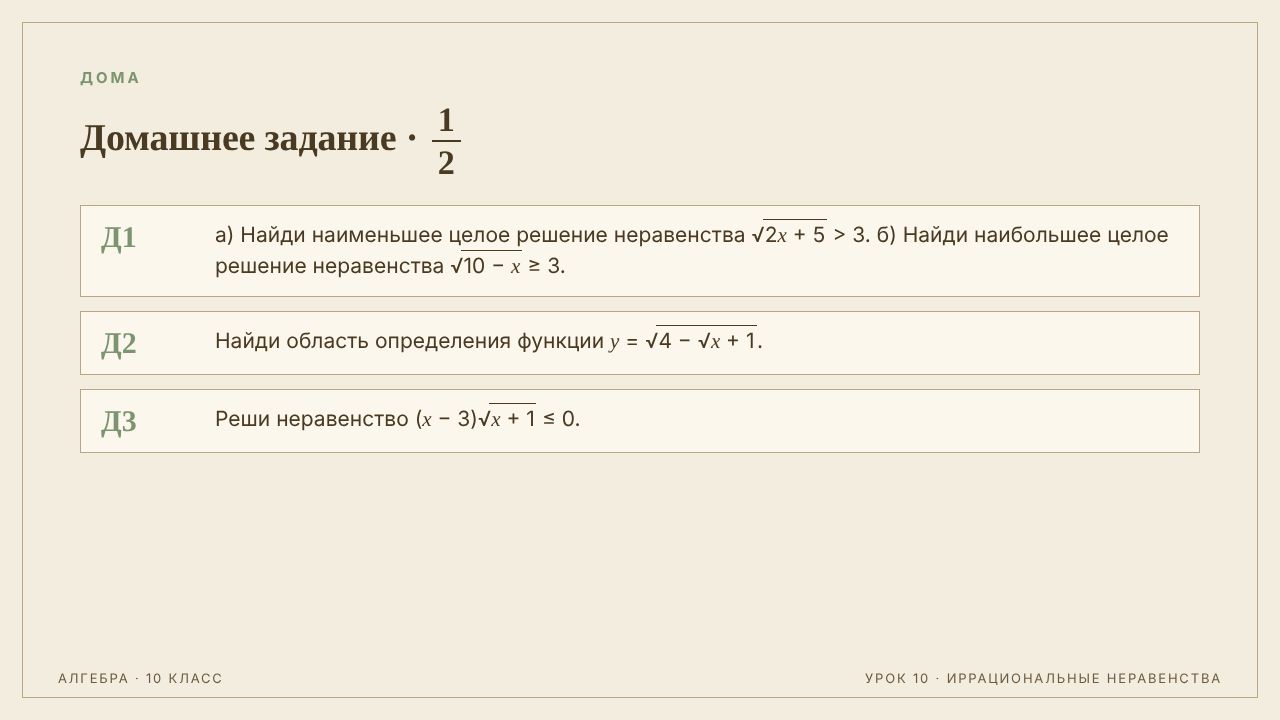 ДОМА
Домашнее задание · 1/2
Д1
а) Найди наименьшее целое решение неравенства √(2x + 5) > 3. б) Найди наибольшее целое
решение неравенства √(10 − x) ≥ 3.
Д2
Найди область определения функции y = √(4 − √x + 1).
Д3
Реши неравенство (x − 3)√(x + 1) ≤ 0.
АЛГЕБРА · 10 КЛАСС
УРОК 10 · ИРРАЦИОНАЛЬНЫЕ НЕРАВЕНСТВА